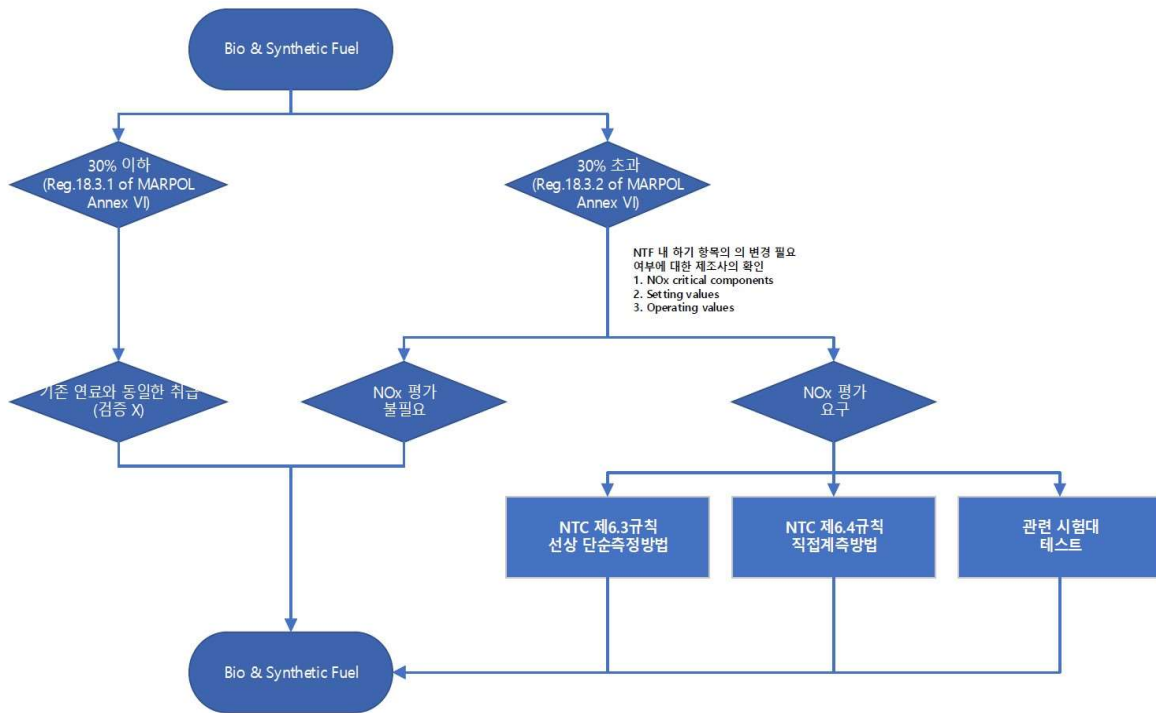 Bio & Synthetic Fuel
30% 이하
(Reg.18.3.1 of MARPOL
Annex VI)
30% 초과
(Reg.18.3.2 of MARPOL
Annex VI)
NTF 내 하기 항목의 의 변경 필요
여부에 대한 제조사의 확인
1. NOx critical components
2. Setting values
3. Operating values
기존 연료와 동일한 취급
(검증 X)
NOx 평가
불필요
NOx 평가
요구
NTC 제6.3규칙
선상 단순측정방법
NTC 제6.4규칙
직접계측방법
관련 시험대
테스트
Bio & Synthetic Fuel